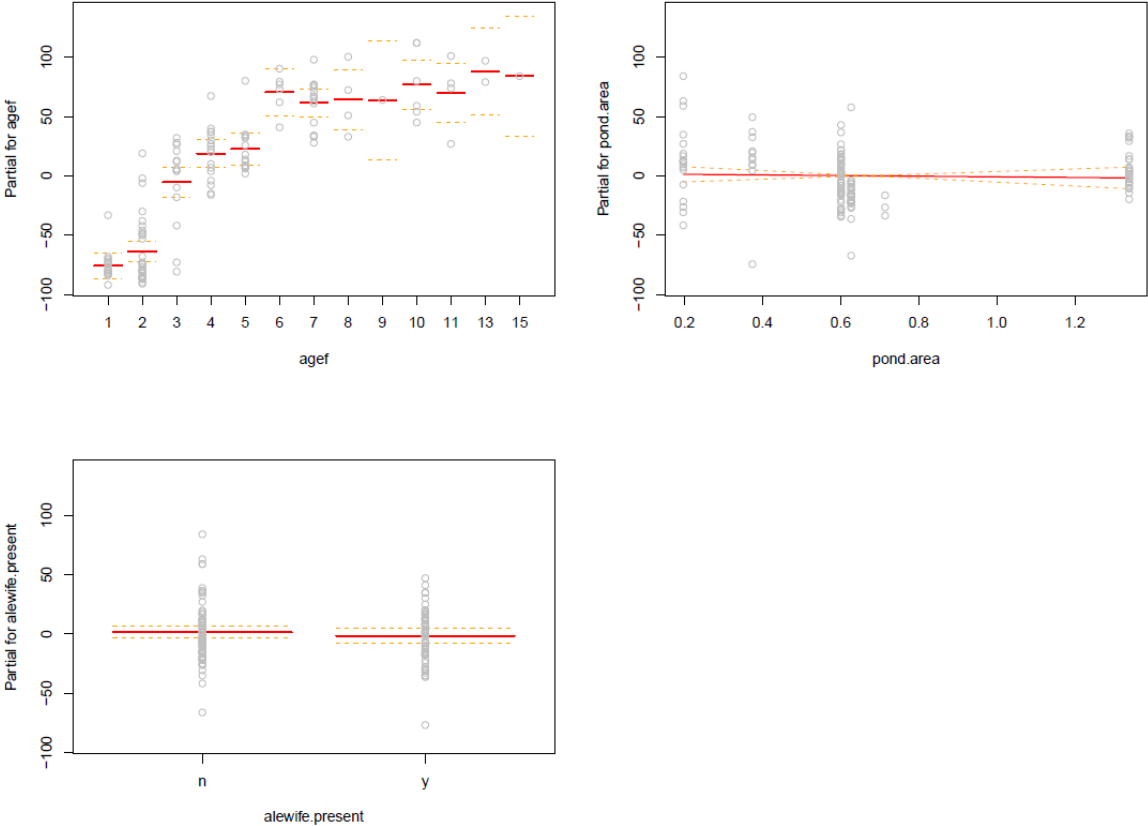 Partial for agef
100
50
0
−50
−100
1 2 3 4 5 6 7 8 9 10 11 13 15
agef
Partial for pond.area
100
50
0
−50
−100
0.2 0.4 0.6 0.8 1.0 1.2
pond.area
Partial for alewife.present
100
50
0
−50
−100
n y
alewife.present